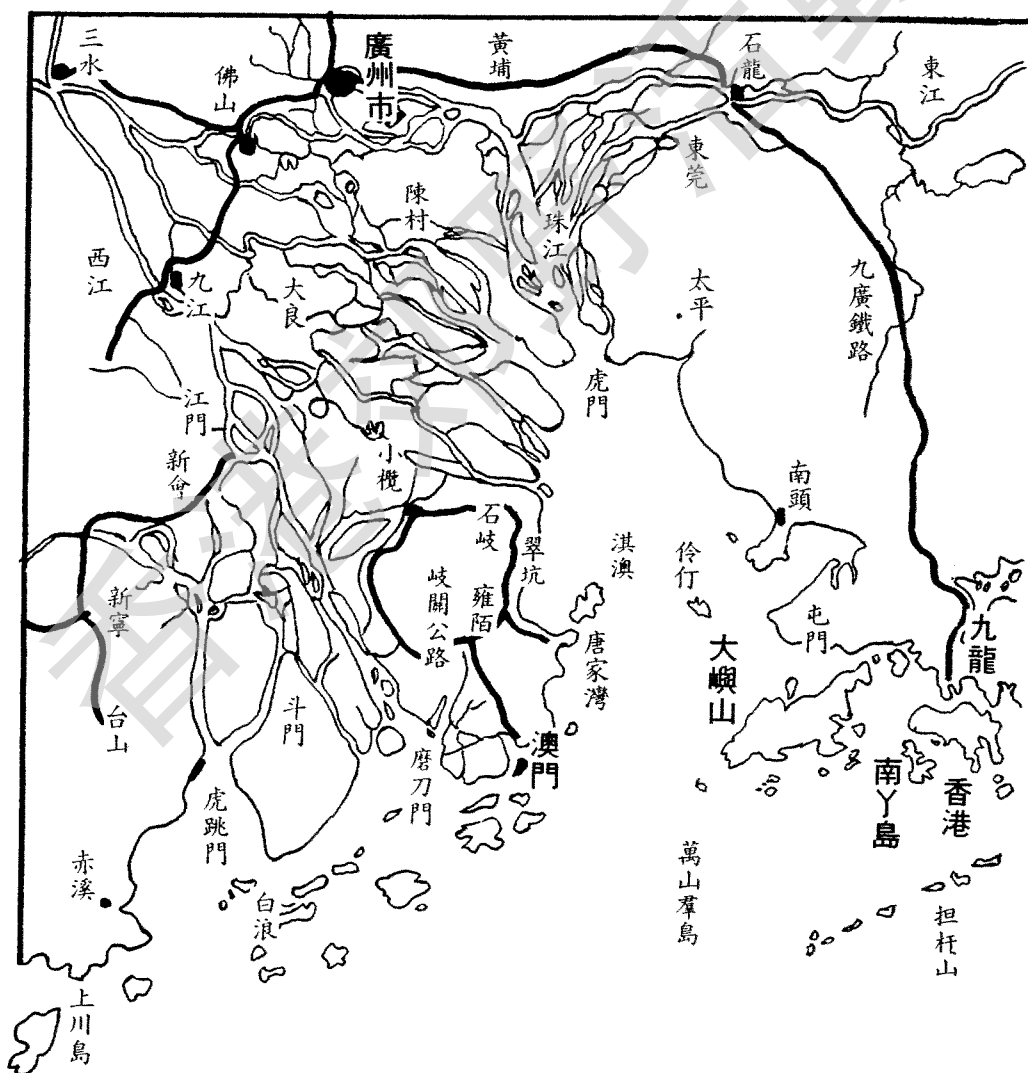 三水
佛山
廣州市
黃埔
石龍
東江
東莞
陳村
珠江
西江
九江
大良
太平
九廣鐵路
江門
虎門
新會
小欖
南頭
石岐
翠坑
淇澳
伶仃
岐關公路
雍陌
新寧
屯門
九龍
唐家灣
大嶼山
台山
斗門
磨刀門
澳門
虎跳門
南丫島
香港
赤溪
白浪
萬山羣島
担杆山
上川島